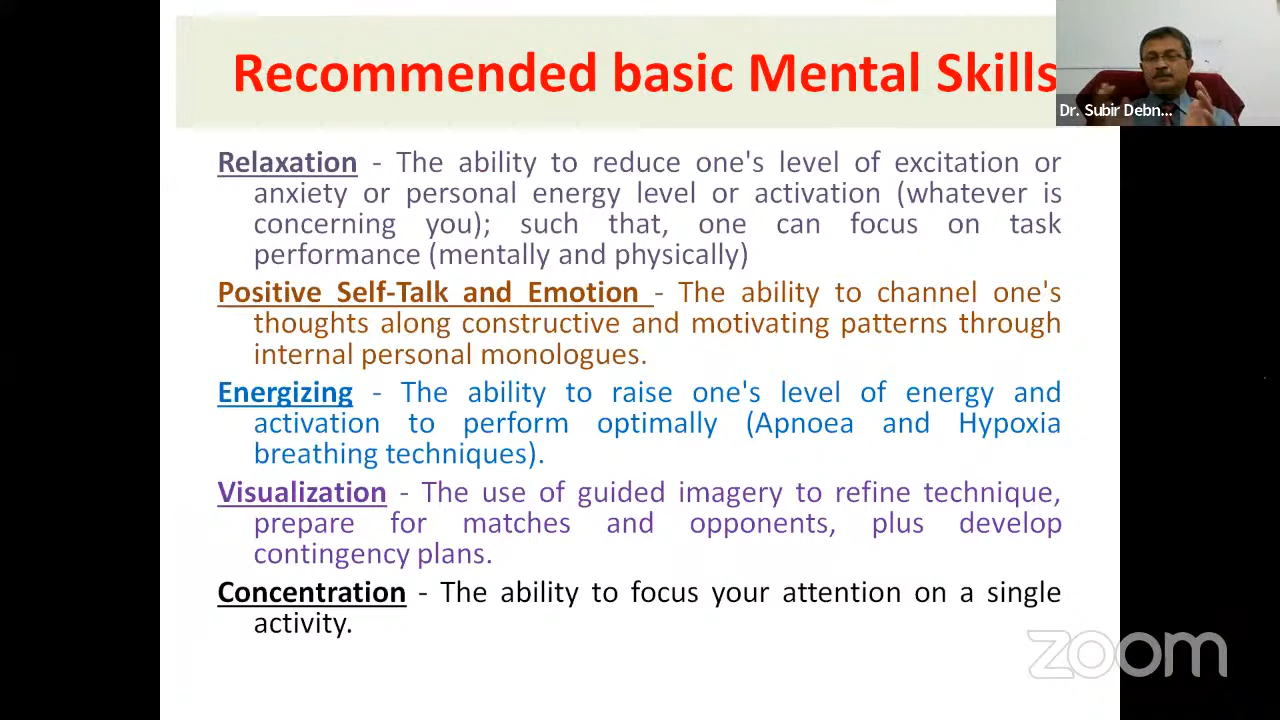 Recommended basic Mental Skills
Dr. Subir Debn...
Relaxation - The ability to reduce one's level of excitation or
anxiety or personal energy level or activation (whatever is
concerning you); such that, one can focus on task
performance (mentally and physically)
Positive Self-Talk and Emotion - The ability to channel one's
thoughts along constructive and motivating patterns through
internal personal monologues.
Energizing - The ability to raise one's level of energy and
activation to perform optimally (Apnoea and Hypoxia
breathing techniques).
Visualization - The use of guided imagery to refine technique,
prepare for matches and opponents, plus develop
contingency plans.
Concentration - The ability to focus your attention on a single
activity.
zoom